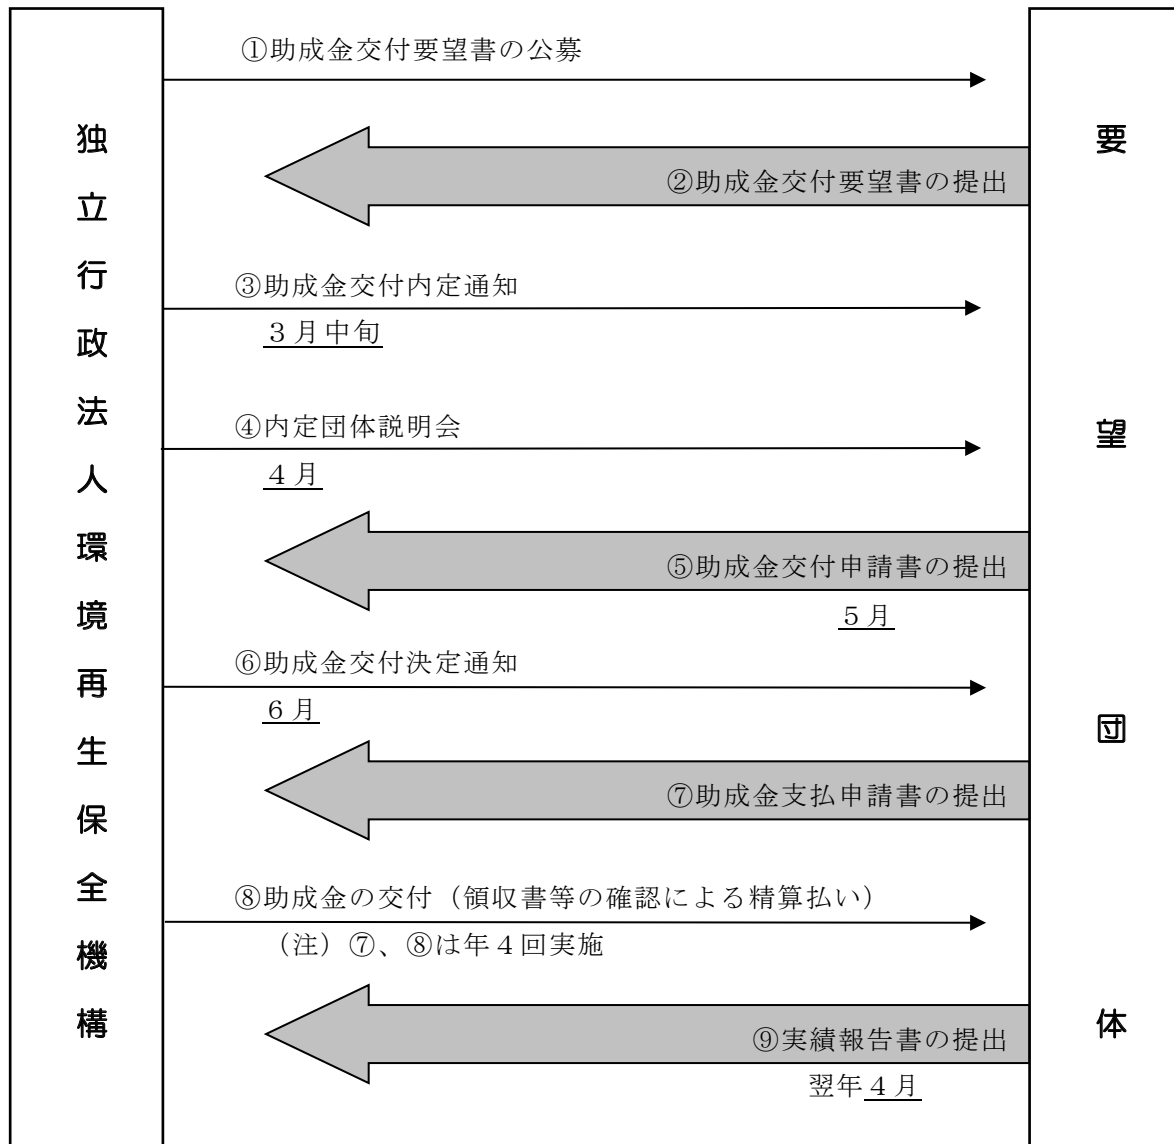 独立行政法人環境再生保全機構
要望団体
①助成金交付要望書の公募
②助成金交付要望書の提出
③助成金交付内定通知
３月中旬
④内定団体説明会
４月
⑤助成金交付申請書の提出
５月
⑥助成金交付決定通知
６月
⑦助成金支払申請書の提出
⑧助成金の交付（領収書等の確認による精算払い）
（注）⑦、⑧は年４回実施
⑨実績報告書の提出
翌年４月